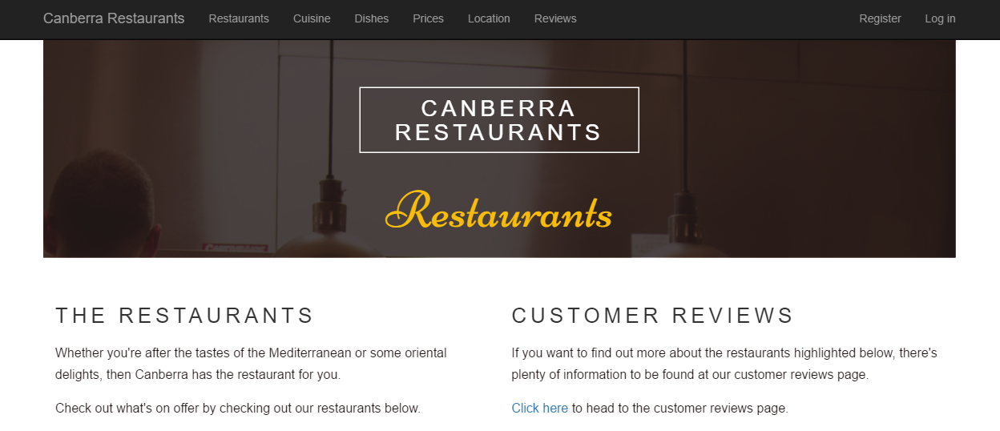 Canberra Restaurants Restaurants Cuisine Dishes Prices Location Reviews Register Log in
CANBERRA
RESTAURANTS
Restaurants
THE RESTAURANTS
Whether you're after the tastes of the Mediterranean or some oriental
delights, then Canberra has the restaurant for you.
Check out what's on offer by checking out our restaurants below.
CUSTOMER REVIEWS
If you want to find out more about the restaurants highlighted below, there's
plenty of information to be found at our customer reviews page.
Click here to head to the customer reviews page.